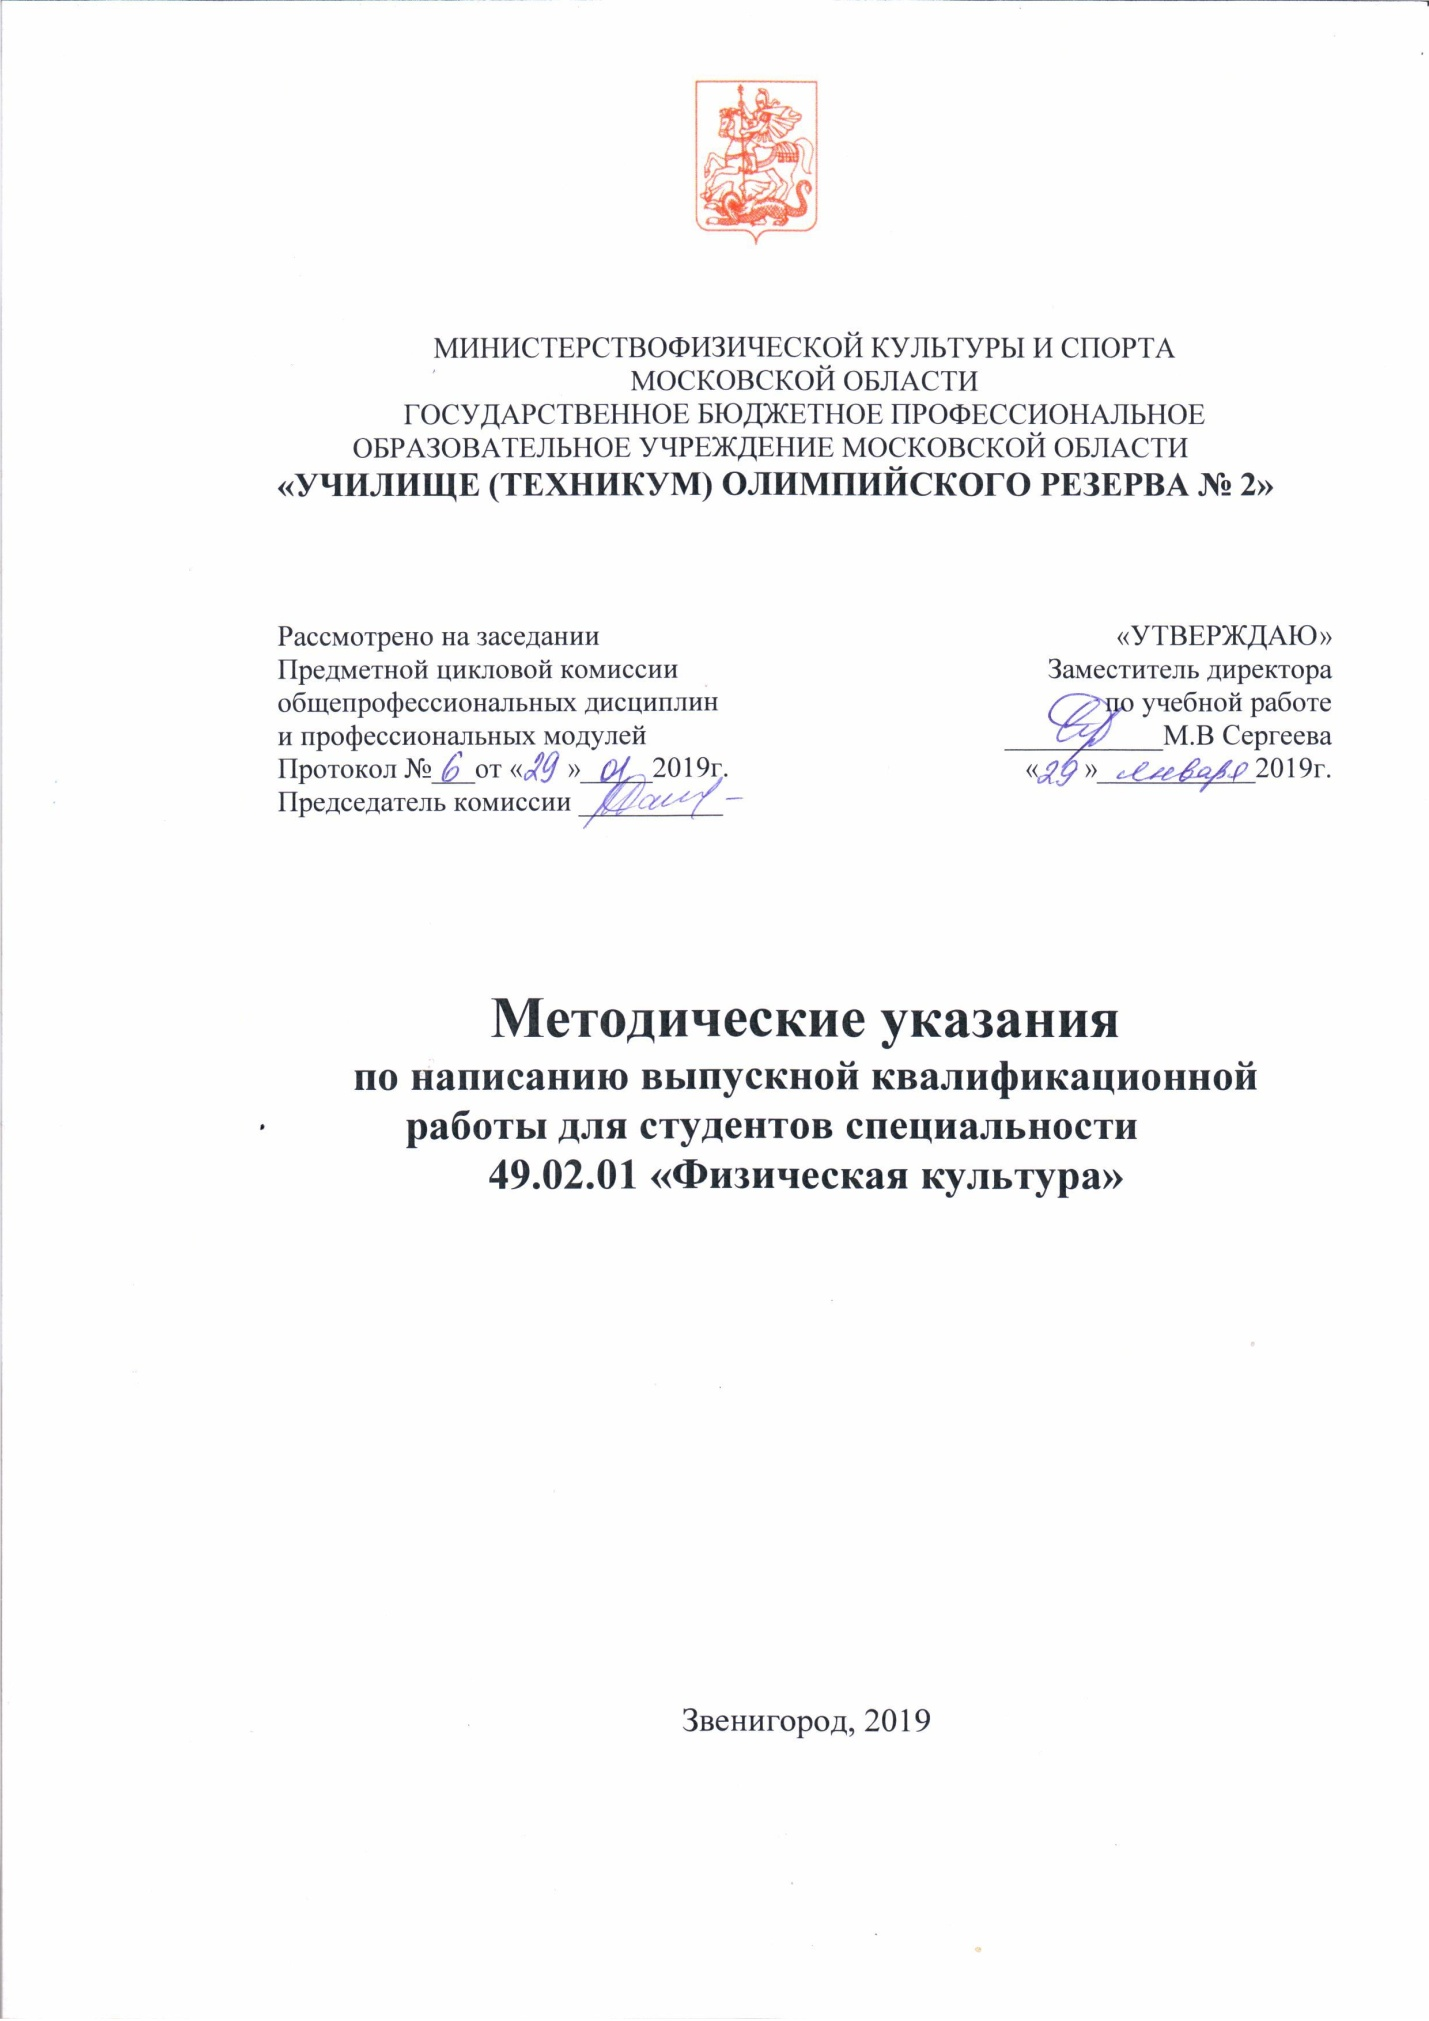 МИНИСТЕРСТВОФИЗИЧЕСКОЙ КУЛЬТУРЫ И СПОРТА
МОСКОВСКОЙ ОБЛАСТИ
ГОСУДАРСТВЕННОЕ БЮДЖЕТНОЕ ПРОФЕССИОНАЛЬНОЕ
ОБРАЗОВАТЕЛЬНОЕ УЧРЕЖДЕНИЕ МОСКОВСКОЙ ОБЛАСТИ
«УЧИЛИЩЕ (ТЕХНИКУМ) ОЛИМПИЙСКОГО РЕЗЕРВА № 2»
Рассмотрено на заседании
Предметной цикловой комиссии
общепрофессиональных дисциплин
и профессиональных модулей
Протокол № 6 от «29 » 01 2019г.
Председатель комиссии
«УТВЕРЖДАЮ»
Заместитель директора
по учебной работе
М.В Сергеева
«29 » января 2019г.
Методические указания
по написанию выпускной квалификационной
работы для студентов специальности
49.02.01 «Физическая культура»
Звенигород, 2019